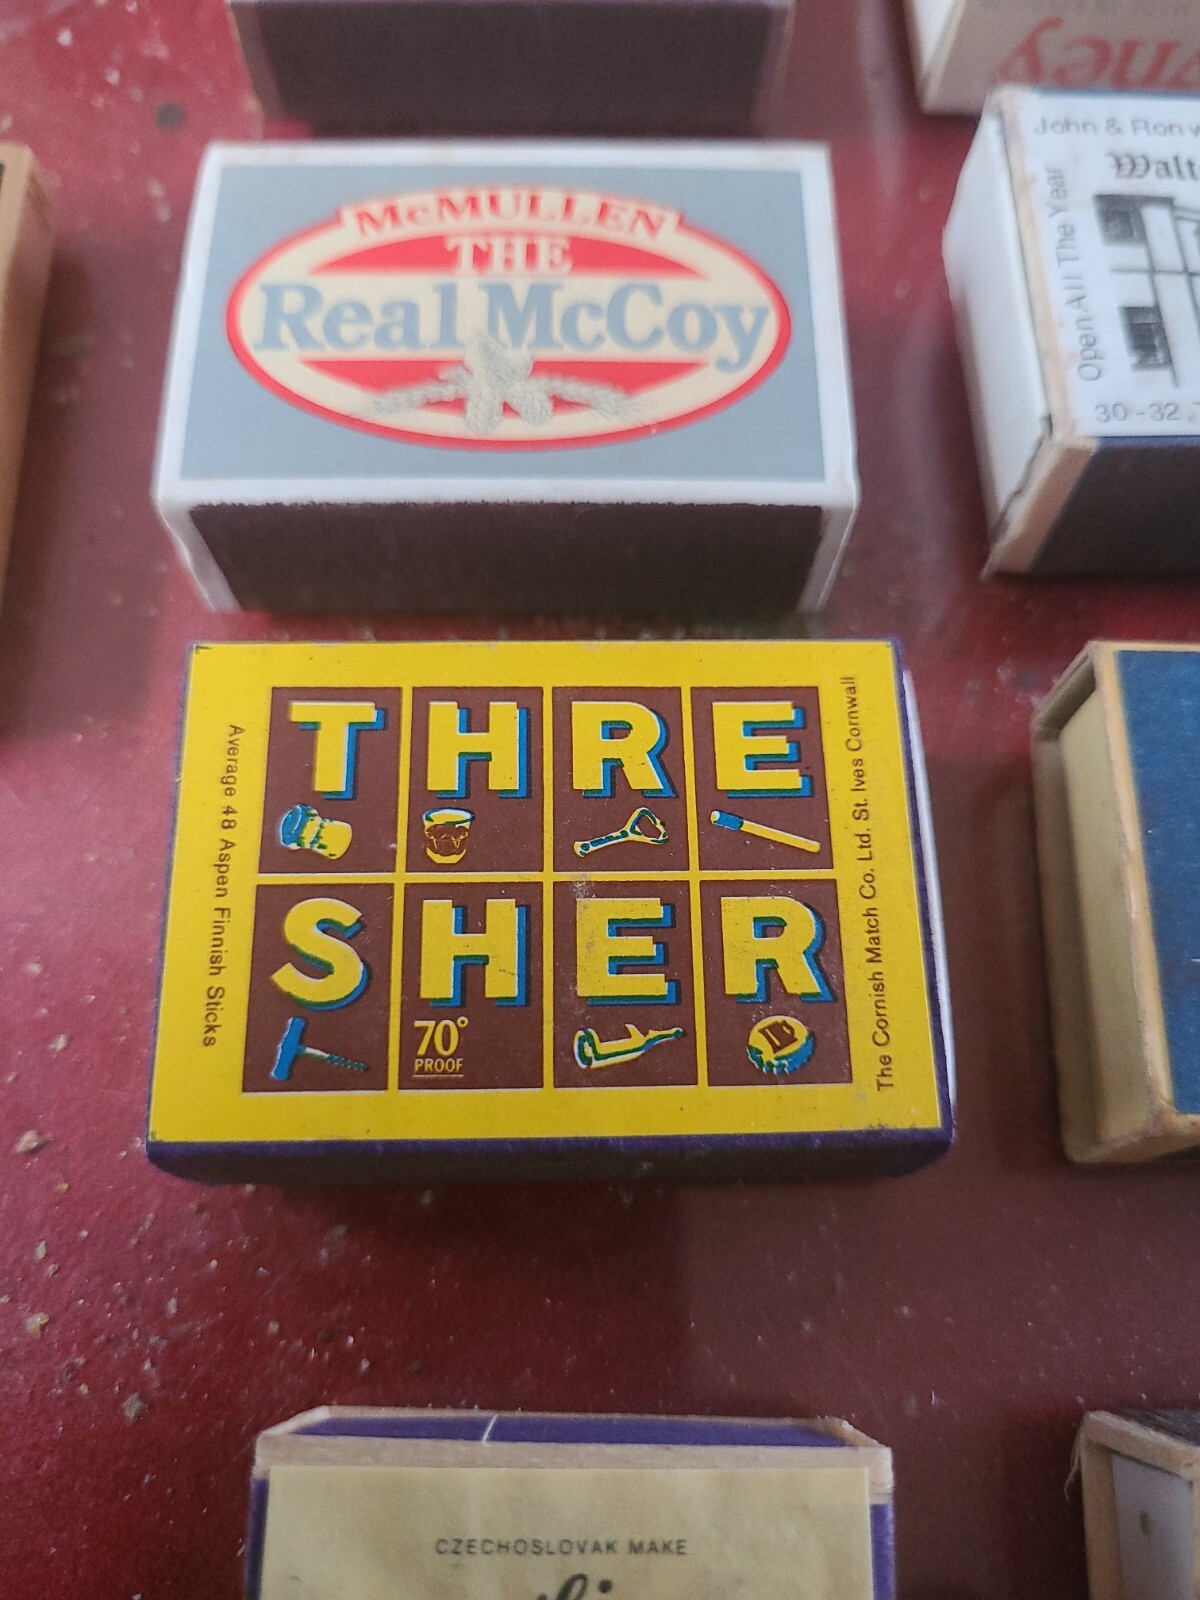 John & Ron
Open All The Year
30-32
McMULLEN
THE
Real McCoy
THRE
SHER
70°
PROOF
Average 48 Aspen Finnish Sticks
The Cornish Match Co. Ltd. St. Ives Cornwall
CZECHOSLOVAK MAKE